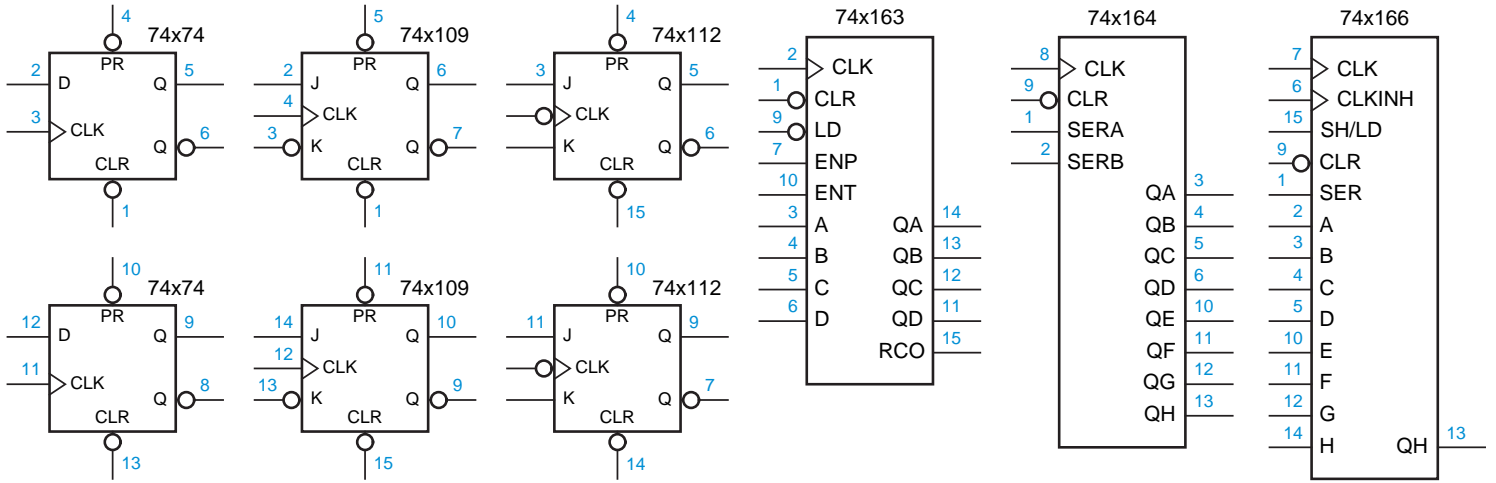 4
74x74
PR
2 D Q 5
3 CLK
Q 6
CLR
1
5
74x109
PR
2 J Q 6
4 CLK
3 K Q 7
CLR
1
4
74x112
PR
3 J Q 5
CLK
K Q 6
CLR
15
10
74x74
PR
12 D Q 9
11 CLK
Q 8
CLR
13
11
74x109
PR
14 J Q 10
12 CLK
13 K Q 9
CLR
15
10
74x112
PR
11 J Q 9
CLK
K Q 7
CLR
14
74x163
2 CLK
1 CLR
9 LD
7 ENP
10 ENT
3 A QA 14
4 B QB 13
5 C QC 12
6 D QD 11
RCO 15
74x164
8 CLK
9 CLR
1 SERA
2 SERB
QA 3
QB 4
QC 5
QD 6
QE 10
QF 11
QG 12
QH 13
74x166
7 CLK
6 CLKINH
15 SH/LD
9 CLR
1 SER
2 A
3 B
4 C
5 D
10 E
11 F
12 G
14 H QH 13